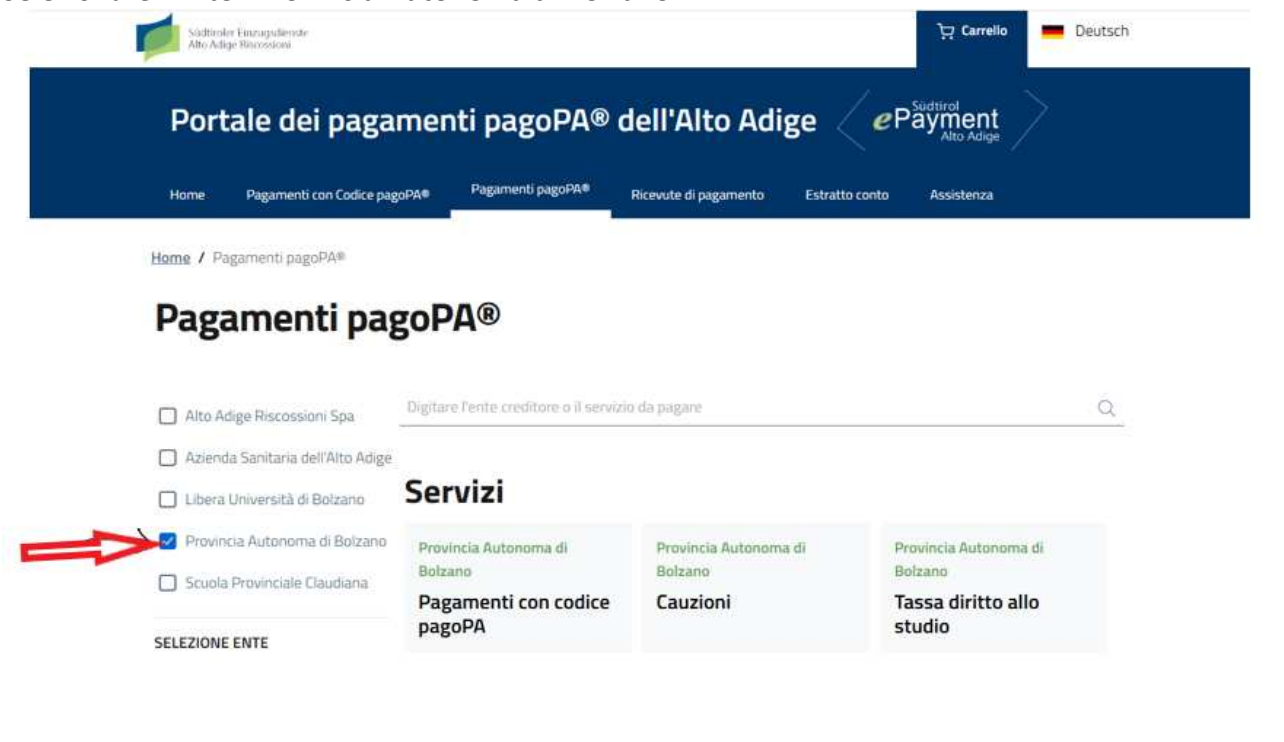 Südtiroler Einzugsdienste
Alto Adige Riscossioni
Carrello
Deutsch
Portale dei pagamenti pagoPA® dell'Alto Adige
Südtirol
ePayment
Alto Adige
Home
Pagamenti con Codice pagoPA®
Pagamenti pagoPA®
Ricevute di pagamento
Estratto conto
Assistenza
Home / Pagamenti pagoPA®
Pagamenti pagoPA®
Alto Adige Riscossioni Spa
Azienda Sanitaria dell'Alto Adige
Libera Università di Bolzano
Provincia Autonoma di Bolzano
Scuola Provinciale Claudiana
SELEZIONE ENTE
Digitare l'ente creditore o il servizio da pagare
Servizi
Provincia Autonoma di
Bolzano
Pagamenti con codice
pagoPA
Provincia Autonoma di
Bolzano
Cauzioni
Provincia Autonoma di
Bolzano
Tassa diritto allo
studio